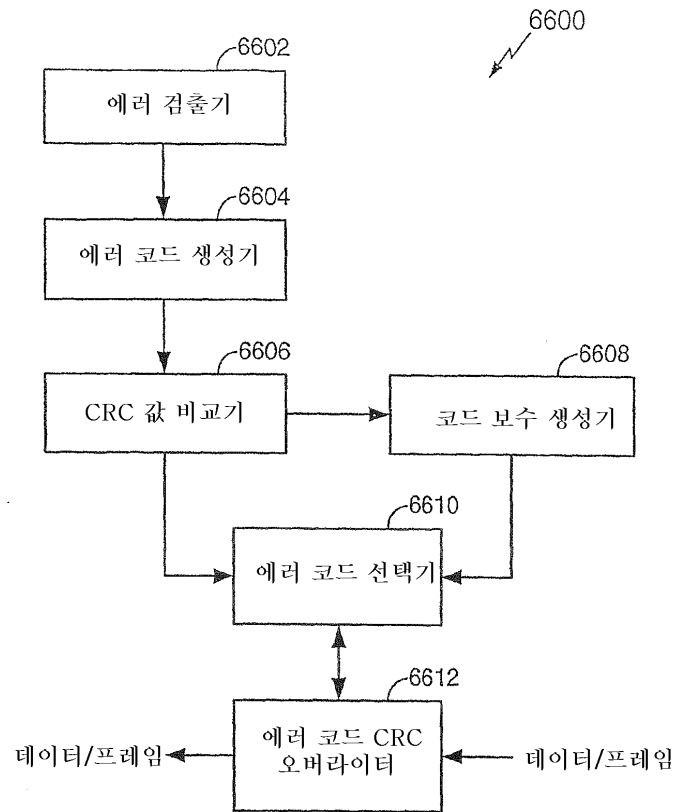 6600
6602
에러 검출기
6604
에러 코드 생성기
6606
CRC 값 비교기
6608
코드 보수 생성기
6610
에러 코드 선택기
6612
에러 코드 CRC
오버라이터
데이터/프레임
데이터/프레임